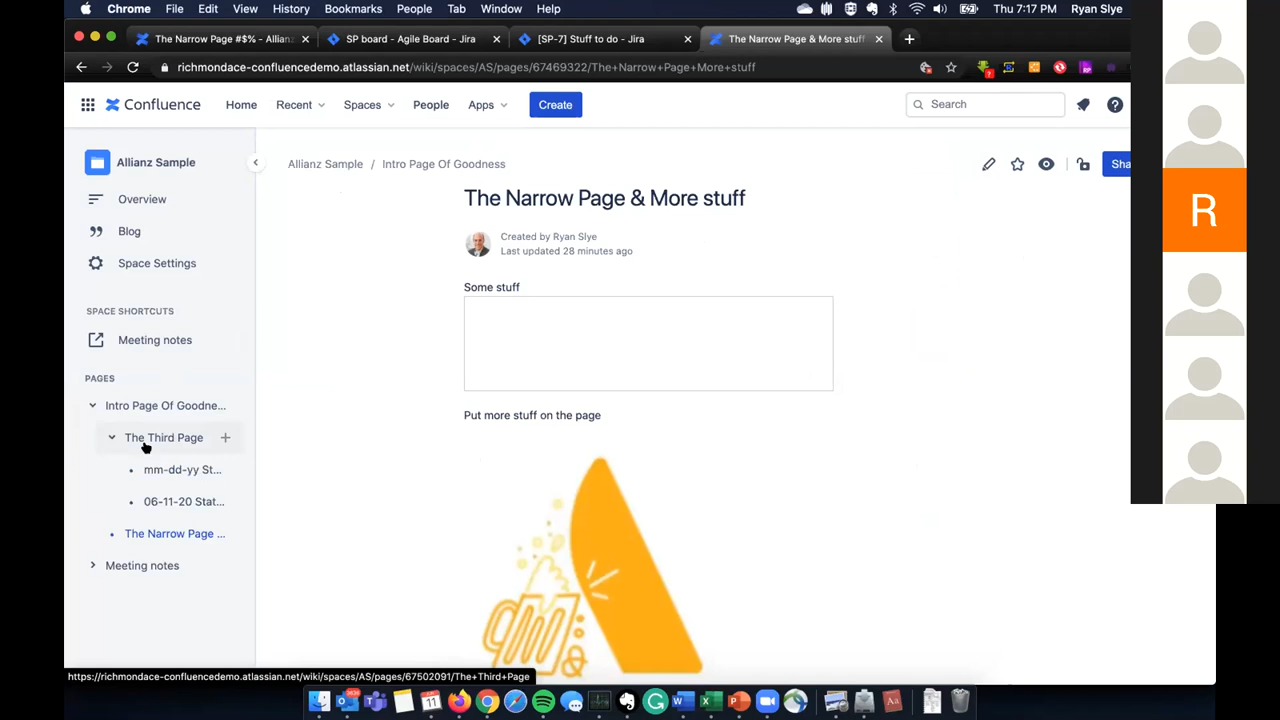 Chrome File Edit View History Bookmarks People Tab Window Help Thu 7:17 PM Ryan Slye
The Narrow Page #$% - Allianz
SP board - Agile Board - Jira
[SP-7] Stuff to do - Jira
The Narrow Page & More stuff
richmondace-confluencedemo.atlassian.net/wiki/spaces/AS/pages/67469322/The+Narrow+Page+More+stuff
Confluence Home Recent Spaces People Apps Create Search
Allianz Sample
Overview
Blog
Space Settings
SPACE SHORTCUTS
Meeting notes
PAGES
Intro Page Of Goodne...
The Third Page
mm-dd-yy St...
06-11-20 Stat...
The Narrow Page ...
Meeting notes
Allianz Sample / Intro Page Of Goodness
Sha
The Narrow Page & More stuff
Created by Ryan Slye
Last updated 28 minutes ago
Some stuff
Put more stuff on the page
R
https://richmondace-confluencedemo.atlassian.net/wiki/spaces/AS/pages/67502091/The+Third+Page